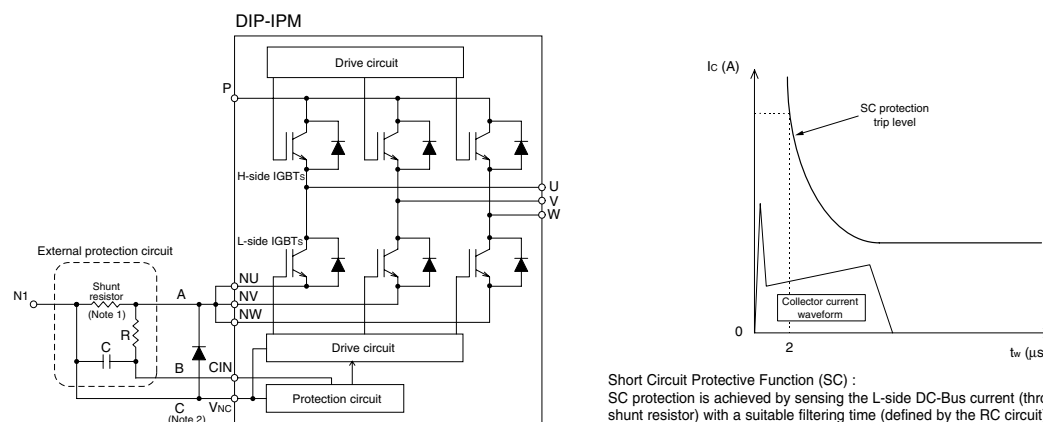 DIP-IPM
Drive circuit
P
H-side IGBTs
U
V
W
L-side IGBTs
External protection circuit
NU
Shunt
resistor
(Note 1)
N1
A
NV
R
NW
C
Drive circuit
B
CIN
C
(Note 2)
VNC
Protection circuit
IC (A)
SC protection
trip level
Collector current
waveform
0
2
tw (μs
Short Circuit Protective Function (SC) :
SC protection is achieved by sensing the L-side DC-Bus current
shunt resistor) with a suitable filtering time (defined by the RC circuit